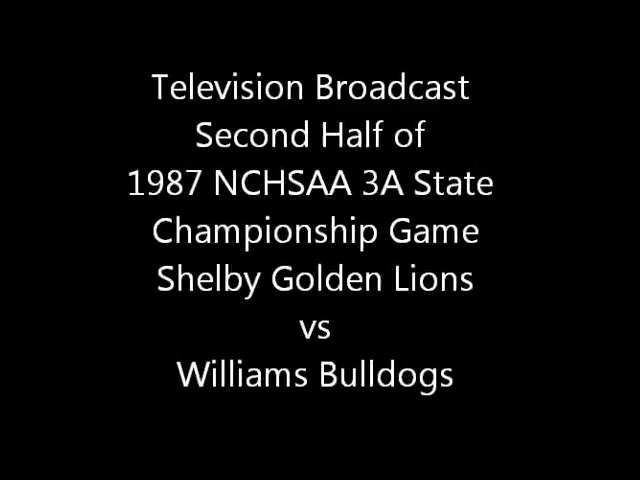 Television Broadcast
Second Half of
1987 NCHSAA 3A State
Championship Game
Shelby Golden Lions
vs
Williams Bulldogs